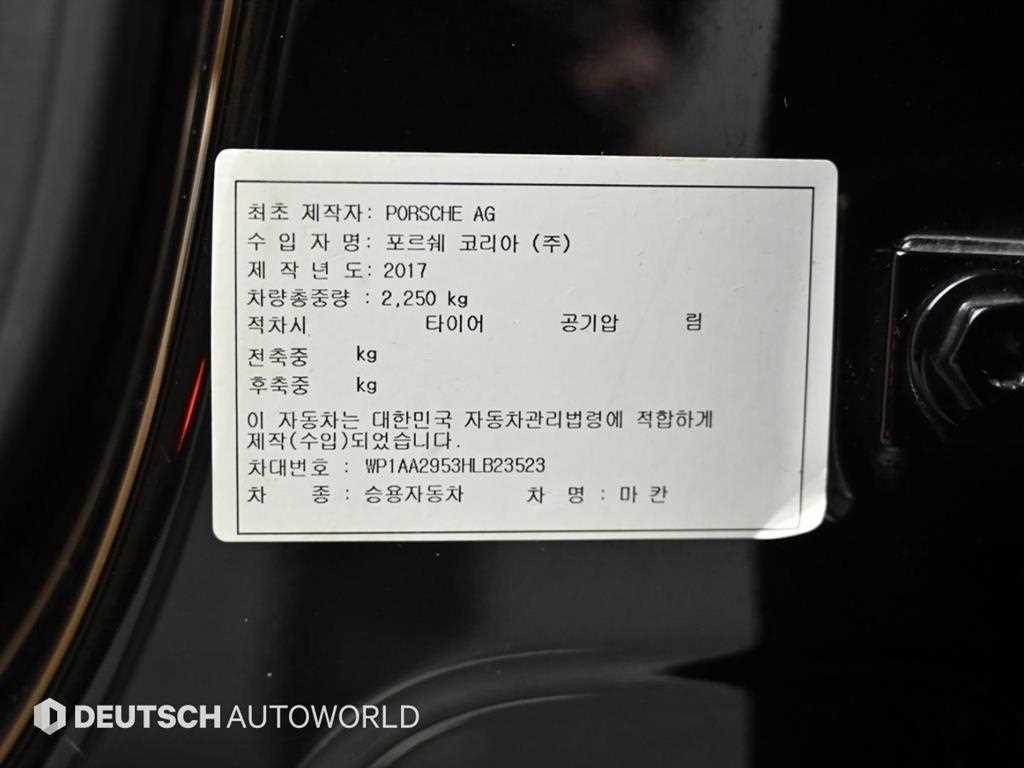 최초 제작자: PORSCHE AG
수 입 자 명: 포르쉐 코리아 (주)
제 작 년 도: 2017
차량총중량 : 2,250 kg
적차시 타이어 공기압 림
전축중 kg
후축중 kg
이 자동차는 대한민국 자동차관리법령에 적합하게
제작(수입)되었습니다.
차대번호 : WP1AA2953HLB23523
차 종 : 승용자동차 차 명 : 마 칸
DEUTSCH AUTOWORLD